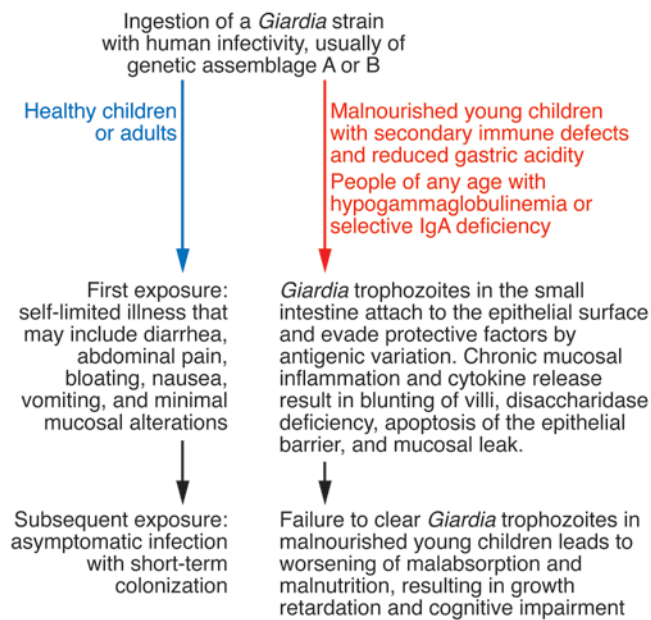 Ingestion of a Giardia strain
with human infectivity, usually of
genetic assemblage A or B
Healthy children
or adults
Malnourished young children
with secondary immune defects
and reduced gastric acidity
People of any age with
hypogammaglobulinemia or
selective IgA deficiency
First exposure:
self-limited illness that
may include diarrhea,
abdominal pain,
bloating, nausea,
vomiting, and minimal
mucosal alterations
Giardia trophozoites in the small
intestine attach to the epithelial surface
and evade protective factors by
antigenic variation. Chronic mucosal
inflammation and cytokine release
result in blunting of villi, disaccharidase
deficiency, apoptosis of the epithelial
barrier, and mucosal leak.
Subsequent exposure:
asymptomatic infection
with short-term
colonization
Failure to clear Giardia trophozoites in
malnourished young children leads to
worsening of malabsorption and
malnutrition, resulting in growth
retardation and cognitive impairment